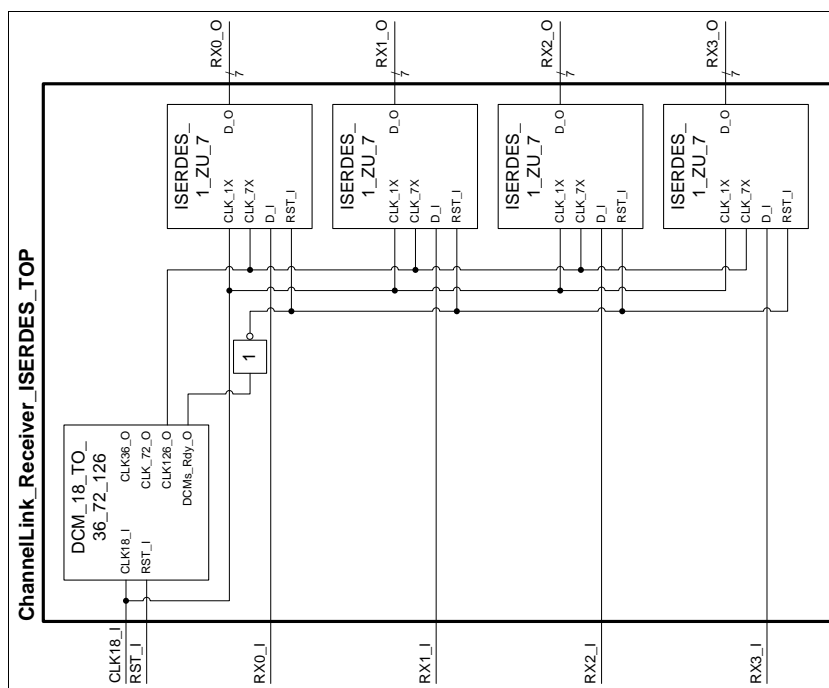 ChannelLink_Receiver_ISERDES_TOP
CLK18_I
RST_I
RX0_I
RX1_I
RX2_I
RX3_I
DCM_18_TO_
36_72_126
CLK18_I
RST_I
CLK36_O
CLK_72_O
CLK126_O
DCMs_Rdy_O
1
ISERDES_
1_ZU_7
CLK_1X
CLK_7X
D_I
RST_I
D_O
7
RX0_O
ISERDES_
1_ZU_7
CLK_1X
CLK_7X
D_I
RST_I
D_O
7
RX1_O
ISERDES_
1_ZU_7
CLK_1X
CLK_7X
D_I
RST_I
D_O
7
RX2_O
ISERDES_
1_ZU_7
CLK_1X
CLK_7X
D_I
RST_I
D_O
7
RX3_O